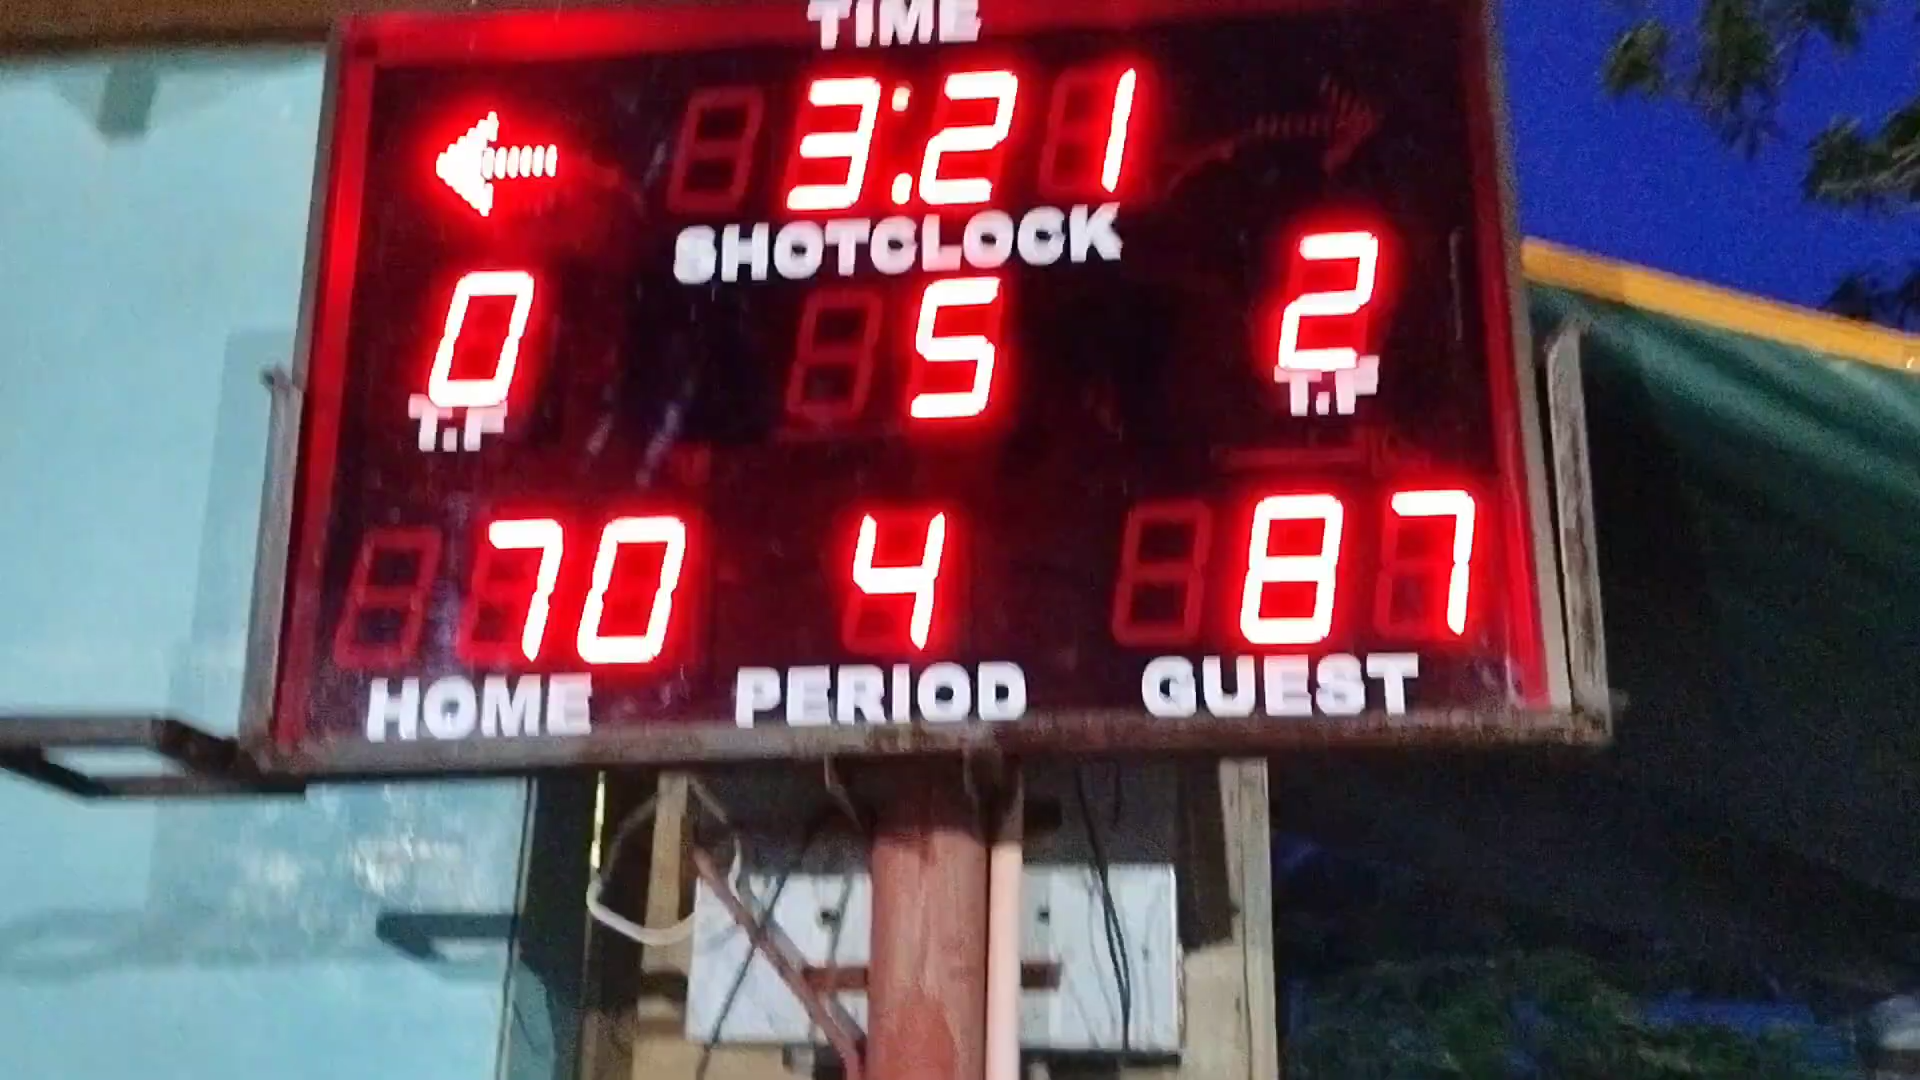 TIME
3:21
SHOTCLOCK
0 5 2
T.F T.F
70 4 87
HOME PERIOD GUEST